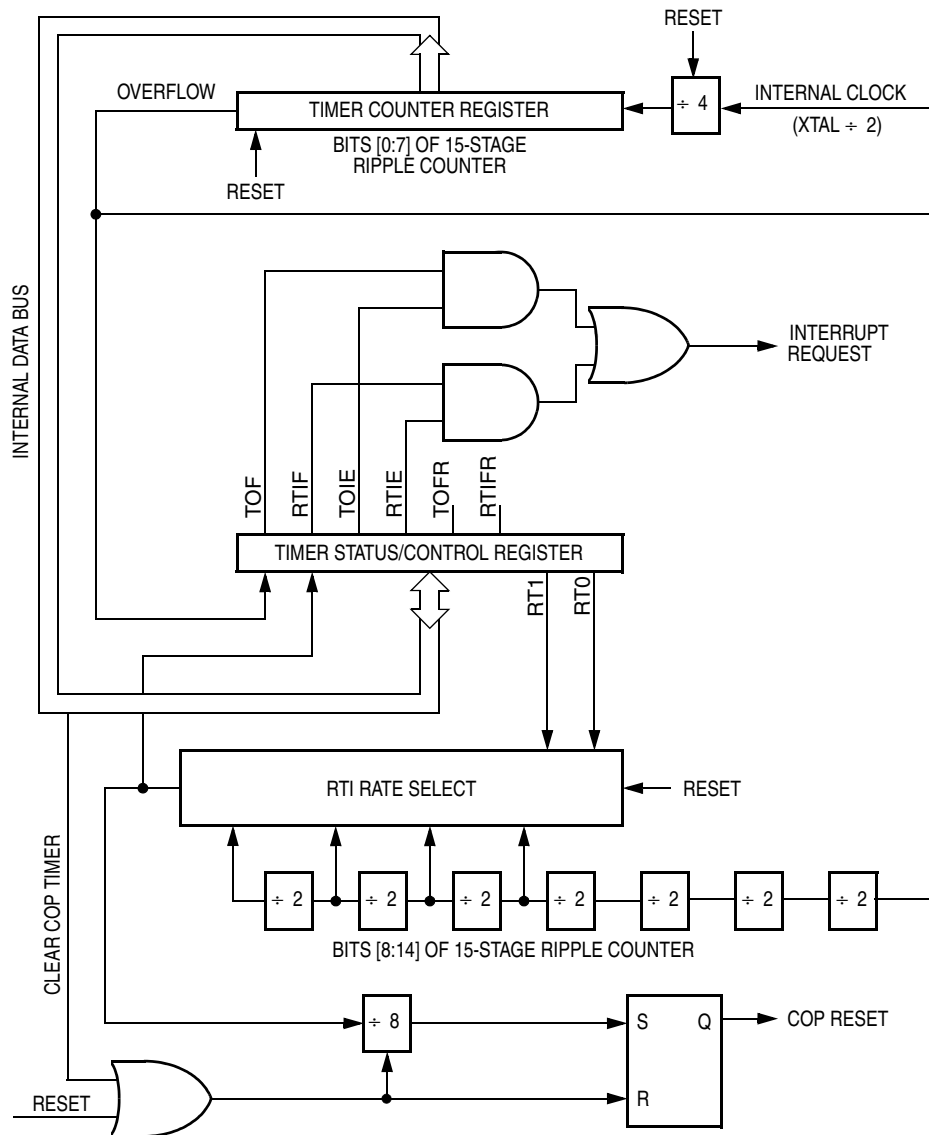 RESET
OVERFLOW
TIMER COUNTER REGISTER
÷ 4
INTERNAL CLOCK
(XTAL ÷ 2)
BITS [0:7] OF 15-STAGE
RIPPLE COUNTER
RESET
INTERNAL DATA BUS
INTERRUPT
REQUEST
TOF
RTIF
TOIE
RTIE
TOFR
RTIFR
TIMER STATUS/CONTROL REGISTER
RT1
RT0
RTI RATE SELECT
RESET
÷ 2
÷ 2
÷ 2
÷ 2
÷ 2
÷ 2
÷ 2
BITS [8:14] OF 15-STAGE RIPPLE COUNTER
CLEAR COP TIMER
÷ 8
S
Q
COP RESET
RESET
R